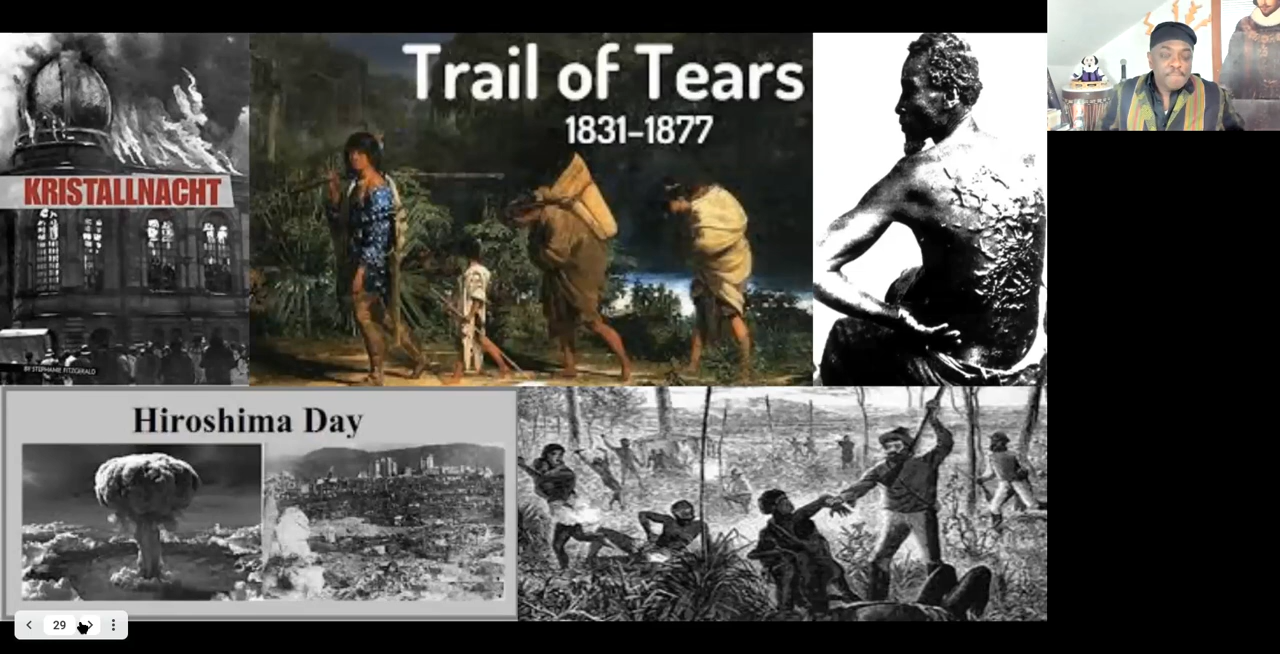 KRISTALLNACHT
BY STEPHANIE FITZGERALD
Trail of Tears
1831–1877
Hiroshima Day
29